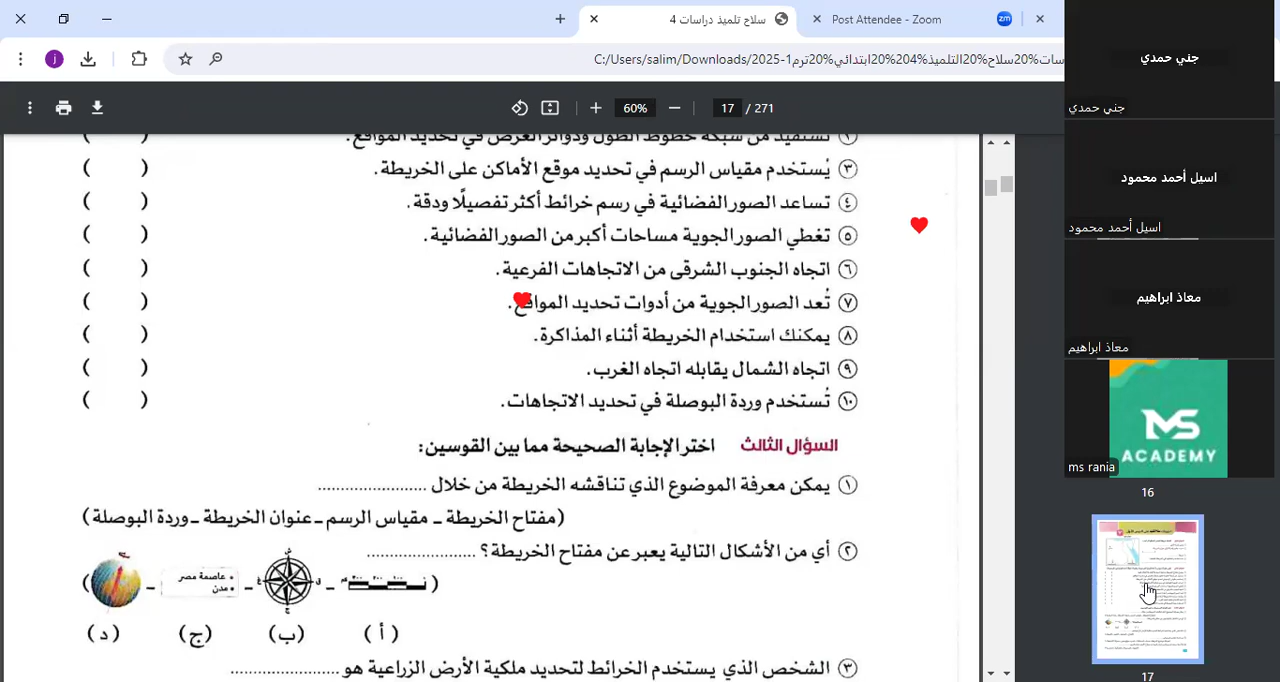 سلاح تلميذ دراسات 4
Post Attendee - Zoom
zm
j
C:/Users/salim/Downloads/2025-1سات%20سلاح%20التلميذ%204%20ابتدائي%20ترم
60%
17 / 271
③ يُستخدم مقياس الرسم في تحديد موقع الأماكن على الخريطة. ( )
④ تساعد الصور الفضائية في رسم خرائط أكثر تفصيلًا ودقة. ( )
⑤ تغطي الصور الجوية مساحات أكبر من الصور الفضائية. ( )
⑥ اتجاه الجنوب الشرقى من الاتجاهات الفرعية. ( )
⑦ تُعد الصور الجوية من أدوات تحديد المواقع. ( )
⑧ يمكنك استخدام الخريطة أثناء المذاكرة. ( )
⑨ اتجاه الشمال يقابله اتجاه الغرب. ( )
⑩ تُستخدم وردة البوصلة في تحديد الاتجاهات. ( )
السؤال الثالث اختر الإجابة الصحيحة مما بين القوسين:
① يمكن معرفة الموضوع الذي تناقشه الخريطة من خلال ......................
(مفتاح الخريطة - مقياس الرسم - عنوان الخريطة - وردة البوصلة)
② أي من الأشكال التالية يعبر عن مفتاح الخريطة؟ ..............
• عاصمة مصر
• مدن
(أ) (ب) (ج) (د)
③ الشخص الذي يستخدم الخرائط لتحديد ملكية الأرض الزراعية هو ......................
جني حمدي
جني حمدي
اسيل أحمد محمود
اسيل أحمد محمود
معاذ ابراهيم
معاذ ابراهيم
MS
ACADEMY
ms rania
16
17